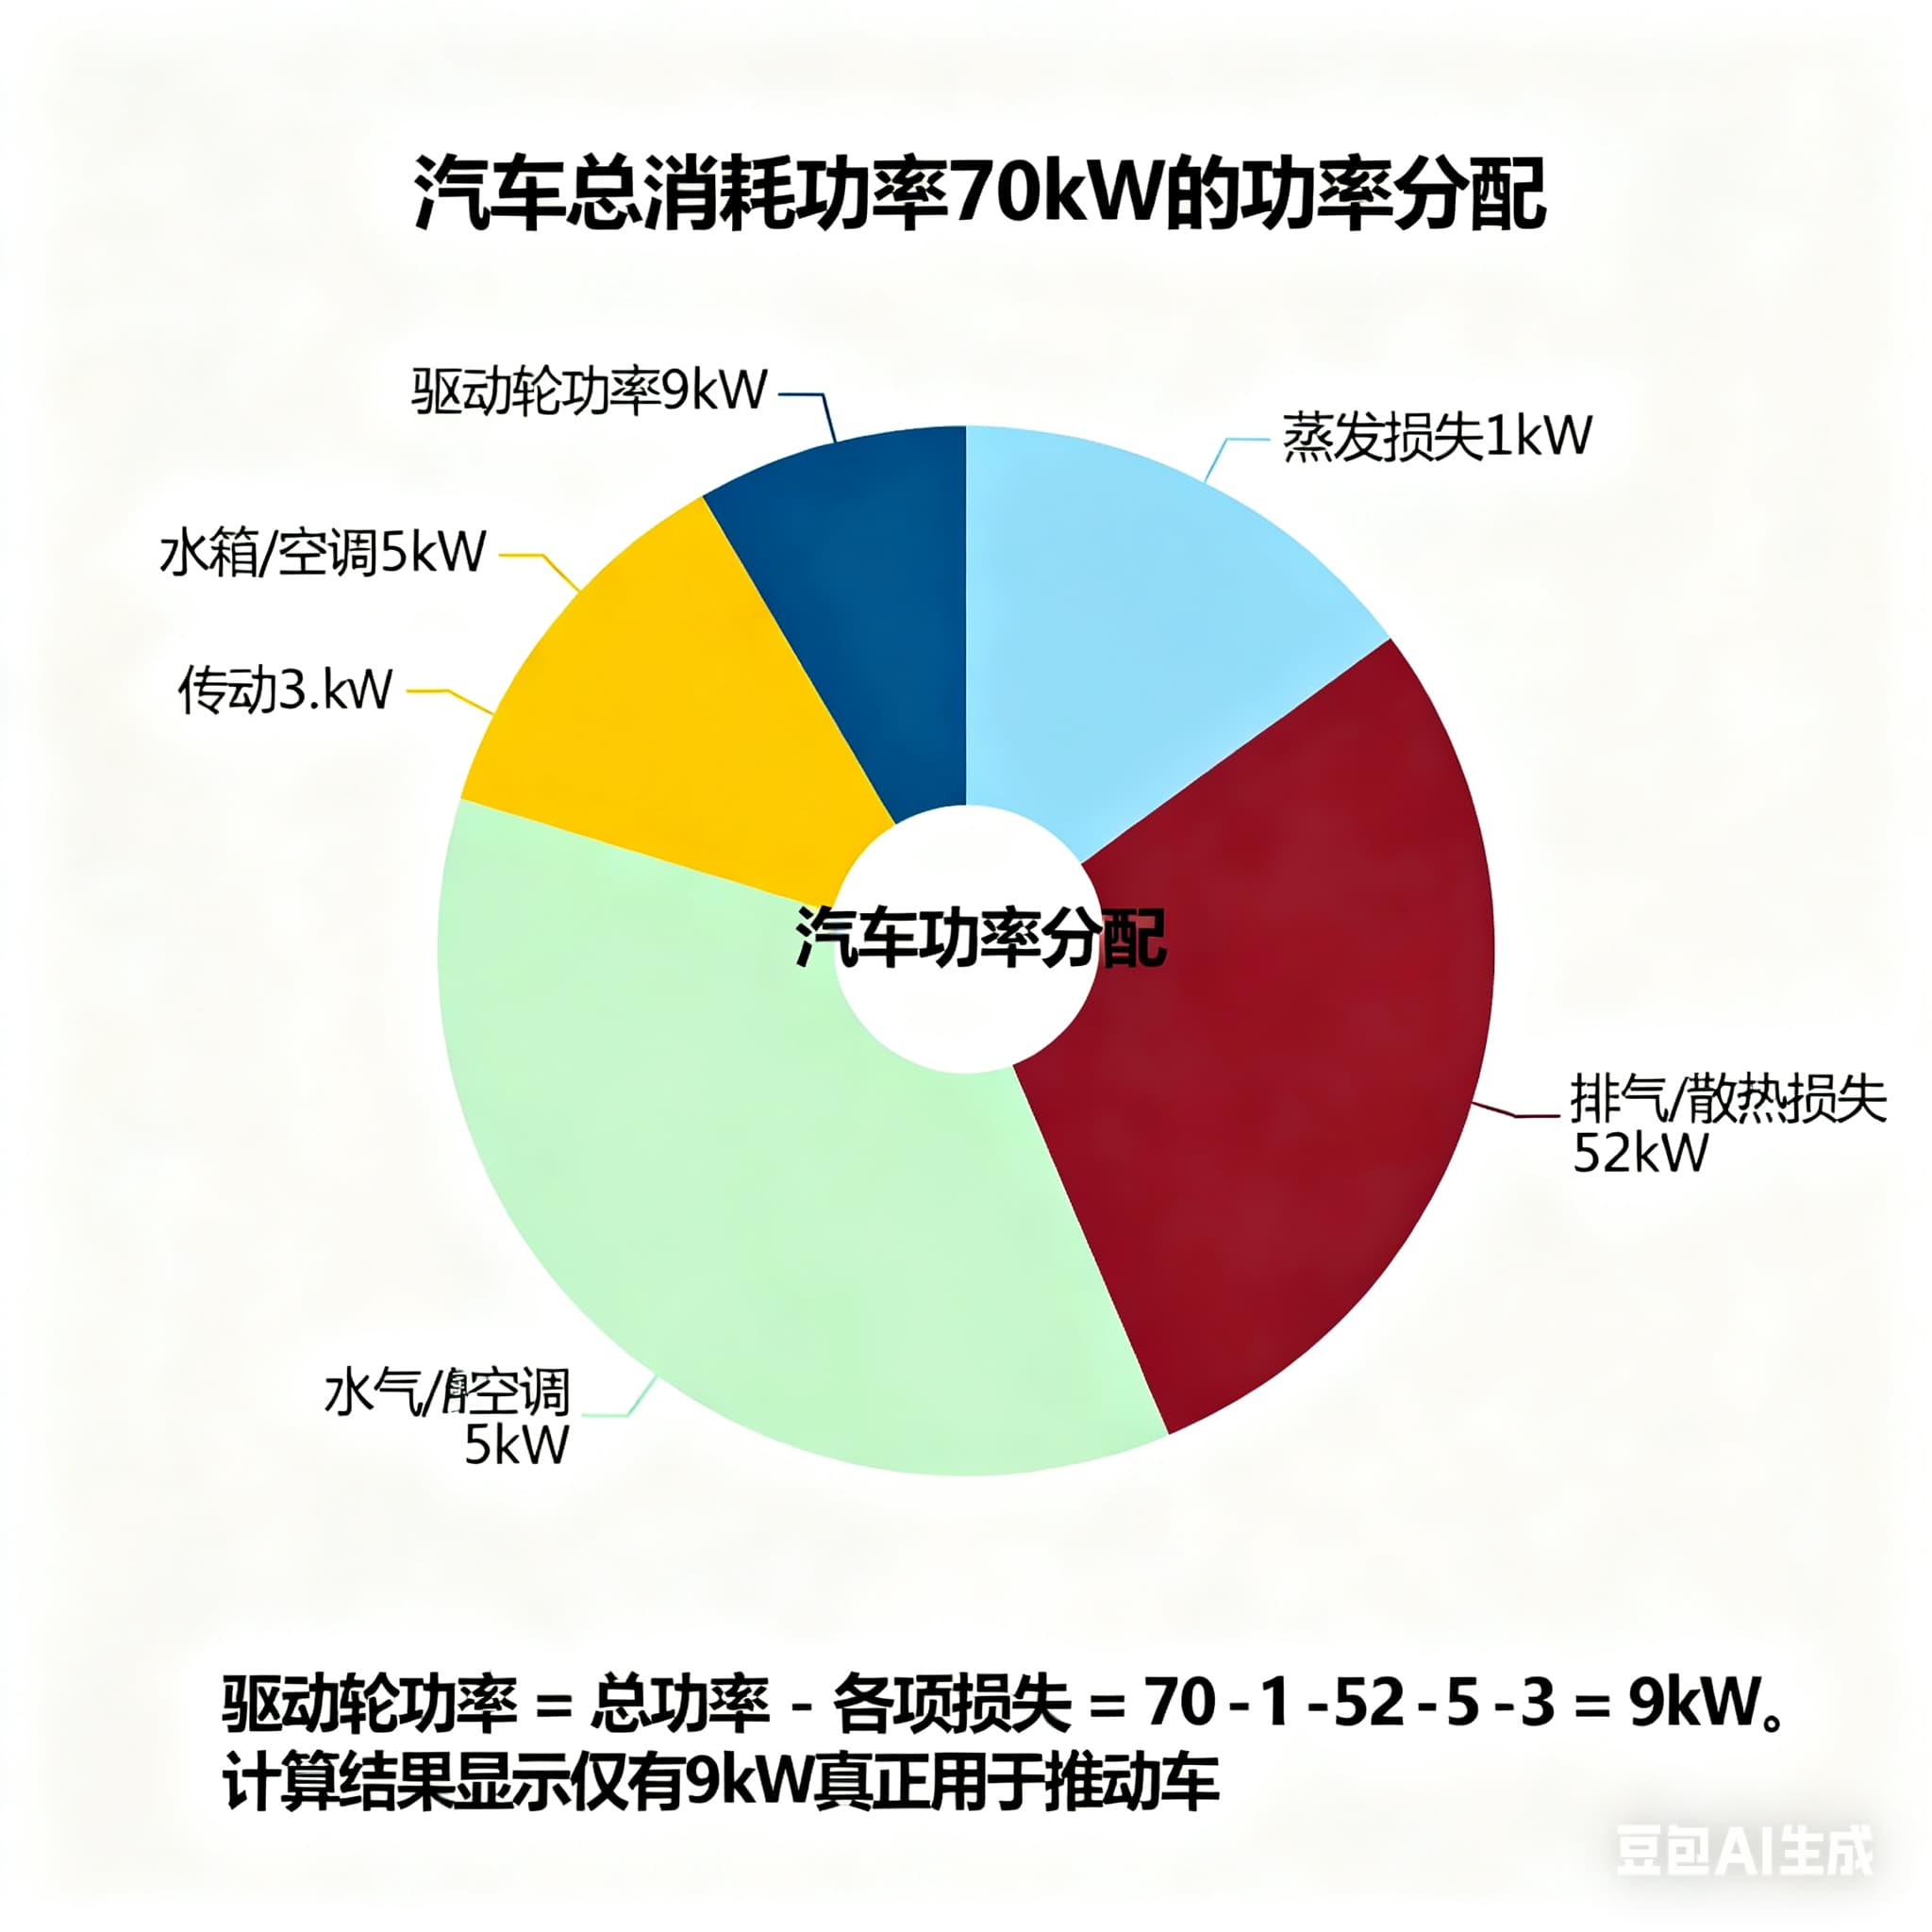 汽车总消耗功率70kW的功率分配
驱动轮功率9kW
蒸发损失1kW
水箱/空调5kW
传动3.kW
汽车功率分配
排气/散热损失
52kW
水气/空调
5kW
驱动轮功率 = 总功率 - 各项损失 = 70 - 1 - 52 - 5 - 3 = 9kW。
计算结果显示仅有9kW真正用于推动车
豆包AI生成